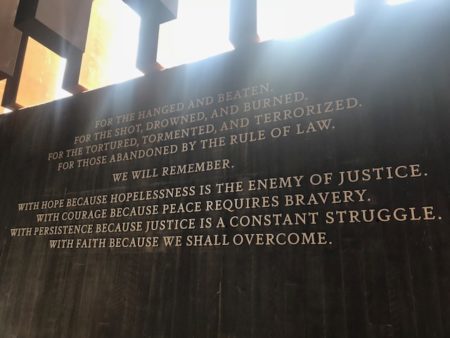 FOR THE HANGED AND BEATEN.
FOR THE SHOT, DROWNED, AND BURNED.
FOR THE TORTURED, TORMENTED, AND TERRORIZED.
FOR THOSE ABANDONED BY THE RULE OF LAW.
WE WILL REMEMBER.
WITH HOPE BECAUSE HOPELESSNESS IS THE ENEMY OF JUSTICE.
WITH COURAGE BECAUSE PEACE REQUIRES BRAVERY.
WITH PERSISTENCE BECAUSE JUSTICE IS A CONSTANT STRUGGLE.
WITH FAITH BECAUSE WE SHALL OVERCOME.